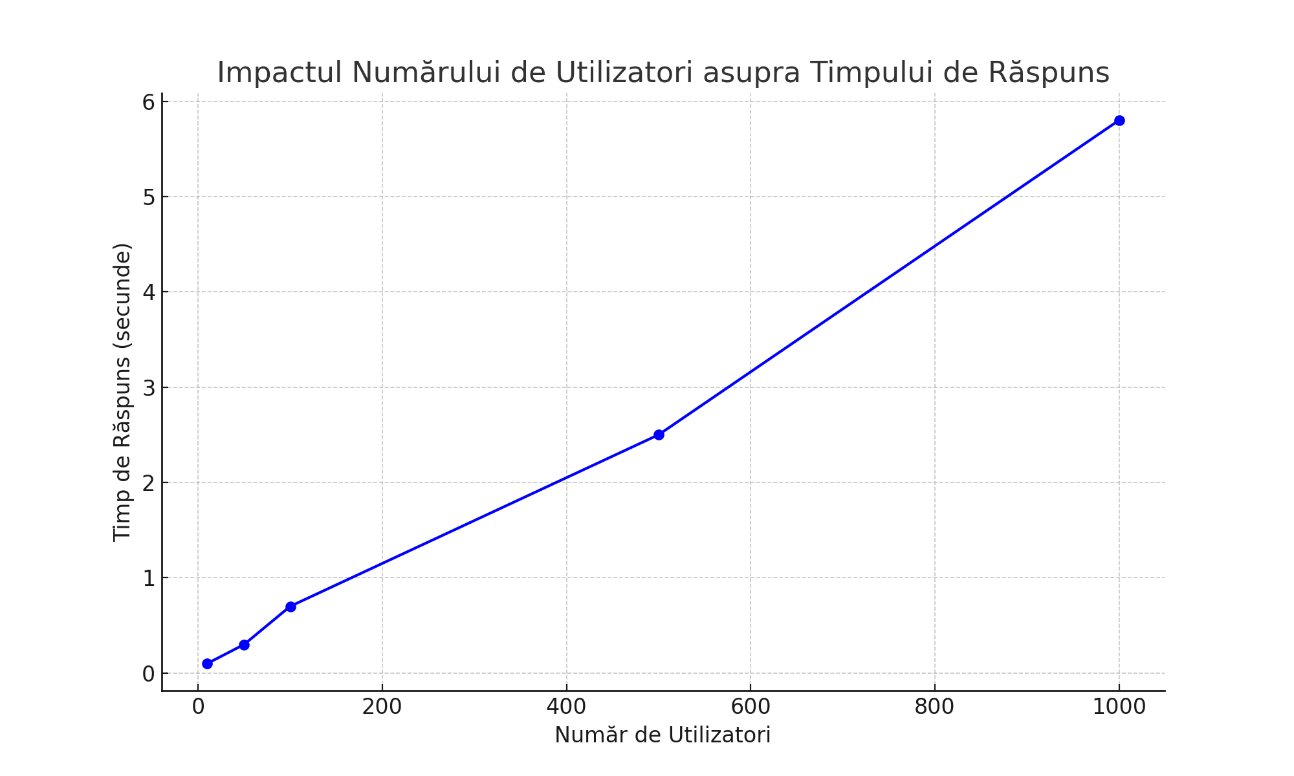 Impactul Numărului de Utilizatori asupra Timpului de Răspuns
6
5
4
3
2
1
0
Timp de Răspuns (secunde)
0 200 400 600 800 1000
Număr de Utilizatori